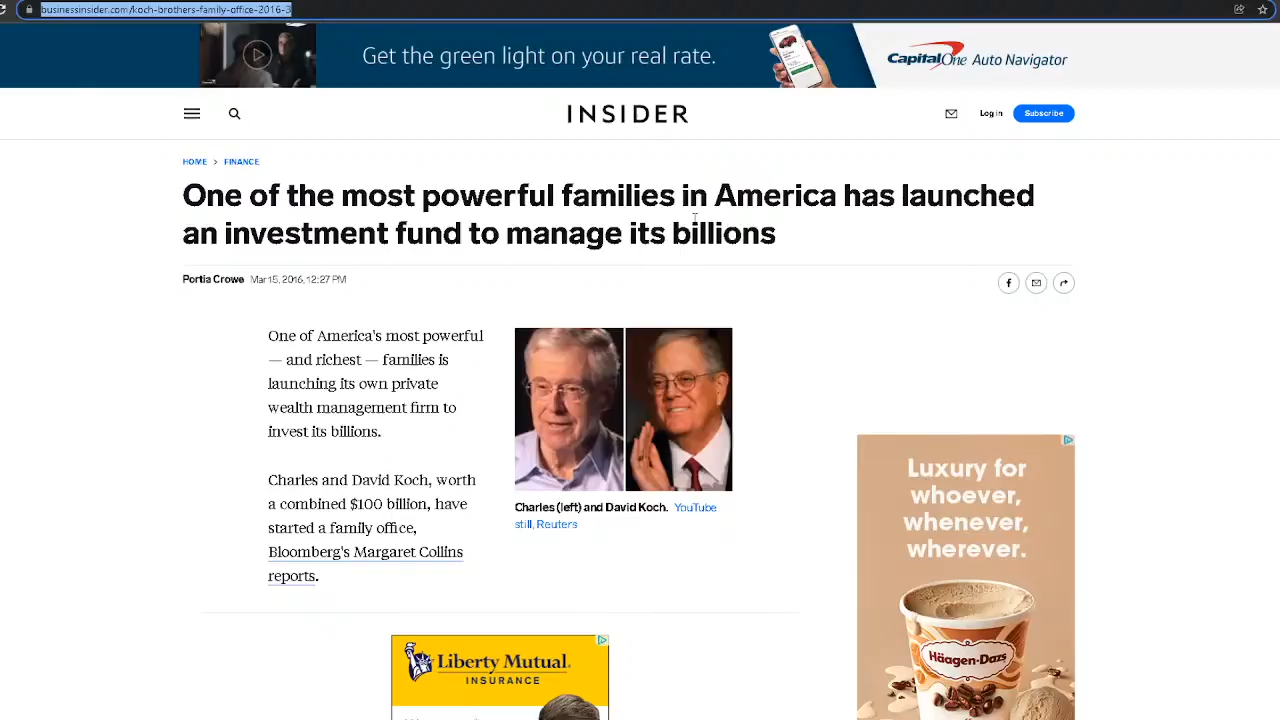 businessinsider.com/koch-brothers-family-office-2016-3
Get the green light on your real rate.
Capital One Auto Navigator
INSIDER
Log in
Subscribe
HOME > FINANCE
One of the most powerful families in America has launched
an investment fund to manage its billions
Portia Crowe Mar 15, 2016, 12:27 PM
One of America's most powerful
— and richest — families is
launching its own private
wealth management firm to
invest its billions.
Charles and David Koch, worth
a combined $100 billion, have
started a family office,
Bloomberg's Margaret Collins
reports.
Charles (left) and David Koch. YouTube
still, Reuters
Luxury for
whoever,
whenever,
wherever.
Häagen-Dazs
Liberty Mutual.
INSURANCE